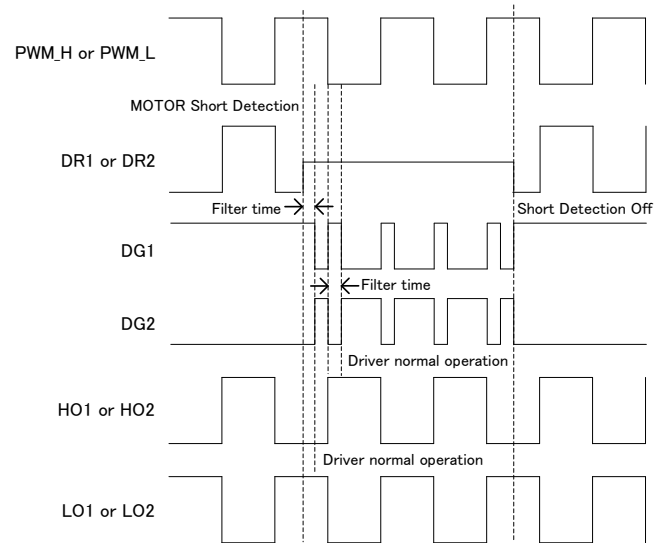 PWM_H or PWM_L
MOTOR Short Detection
DR1 or DR2
Filter time
Short Detection Off
DG1
Filter time
DG2
Driver normal operation
HO1 or HO2
Driver normal operation
LO1 or LO2